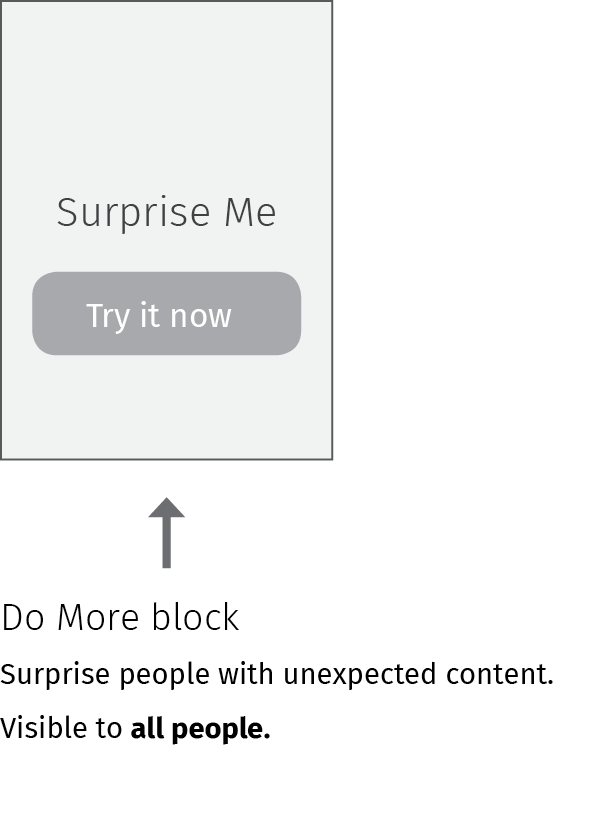 Surprise Me
Try it now
Do More block
Surprise people with unexpected content.
Visible to all people.